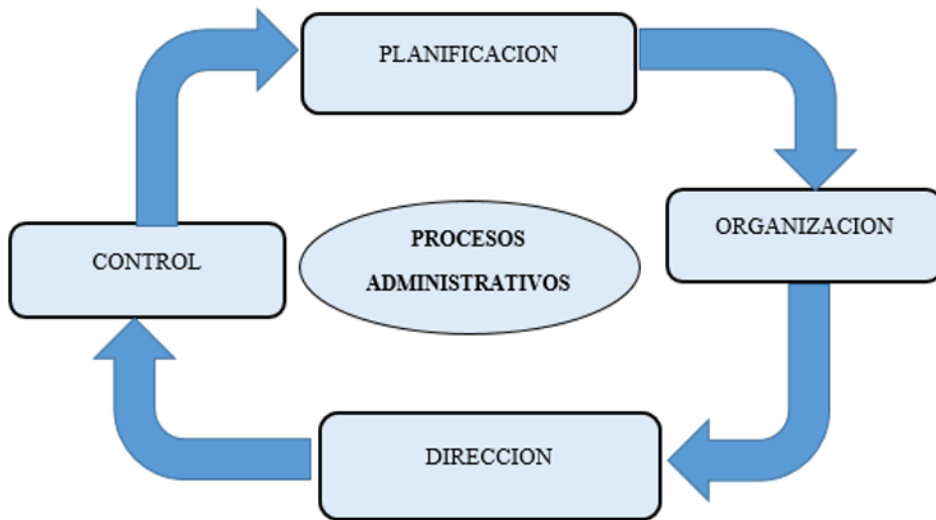 PLANIFICACION
ORGANIZACION
PROCESOS
ADMINISTRATIVOS
CONTROL
DIRECCION